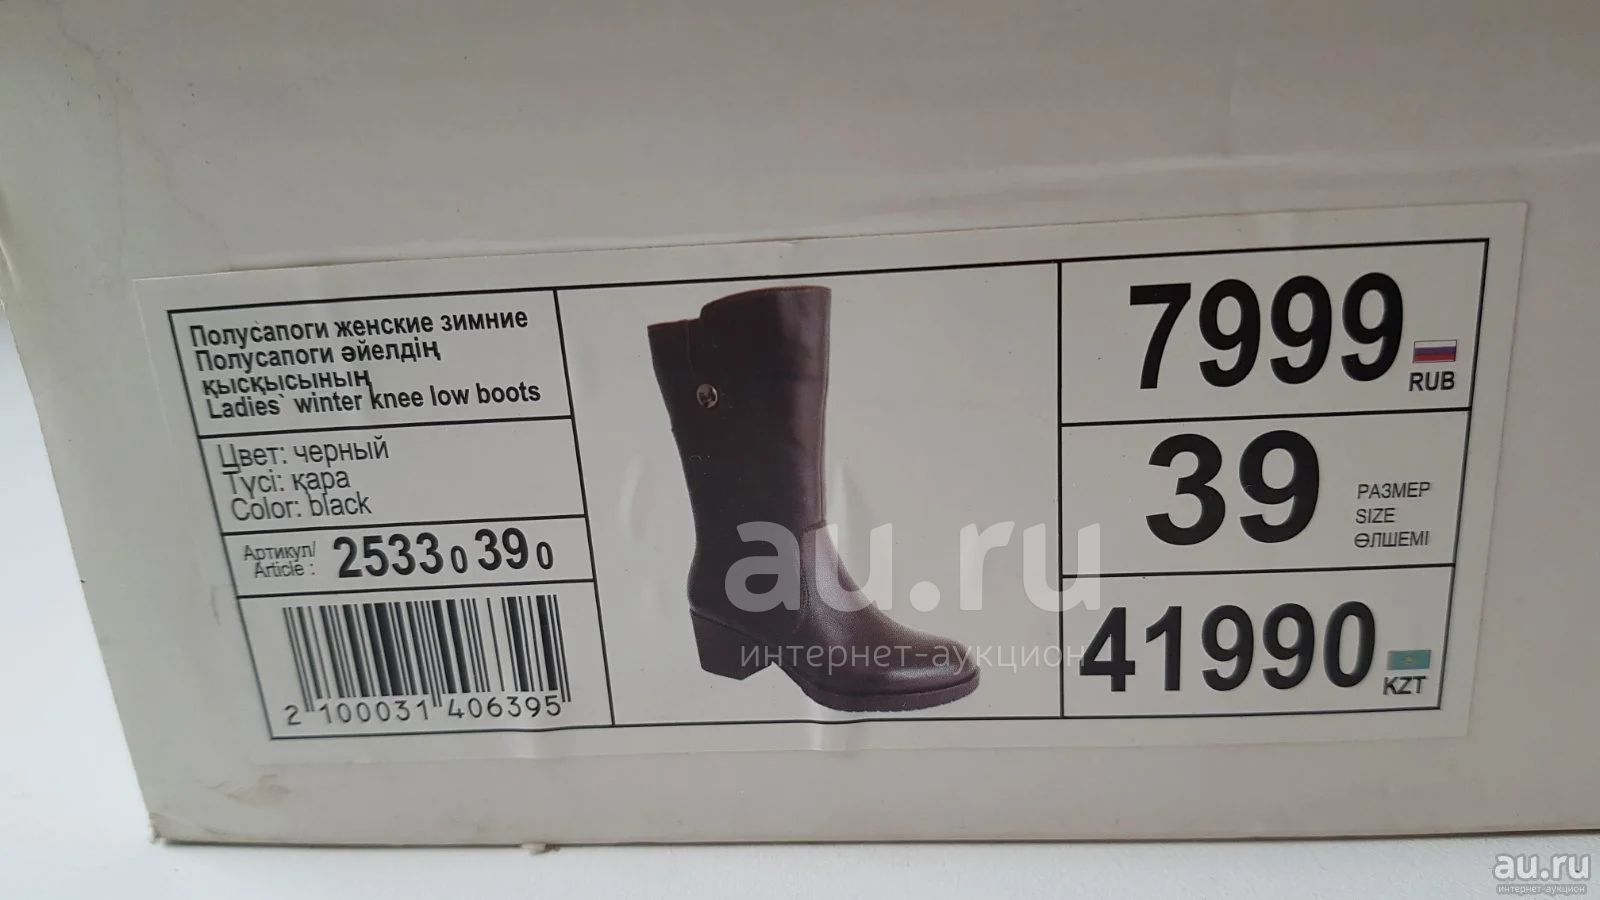 Полусапоги женские зимние
Полусапоги әйелдің
қысқысының
Ladies` winter knee low boots
Цвет: черный
Түсі: қара
Color: black
Артикул/
Article :
2533 0 39 0
2 100031 406395
7999
RUB
39
РАЗМЕР
SIZE
ӨЛШЕМІ
41990
KZT
au.ru
интернет-аукцион
au.ru
интернет-аукцион